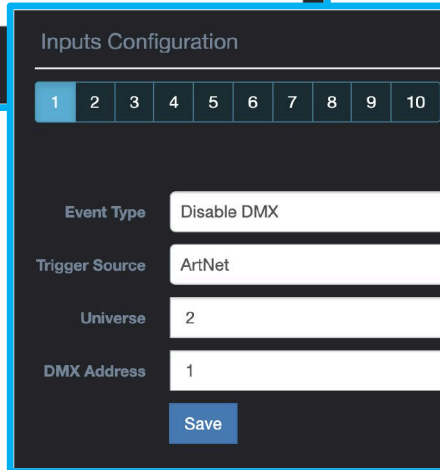 Inputs Configuration
1 2 3 4 5 6 7 8 9 10
Event Type Disable DMX
Trigger Source ArtNet
Universe 2
DMX Address 1
Save